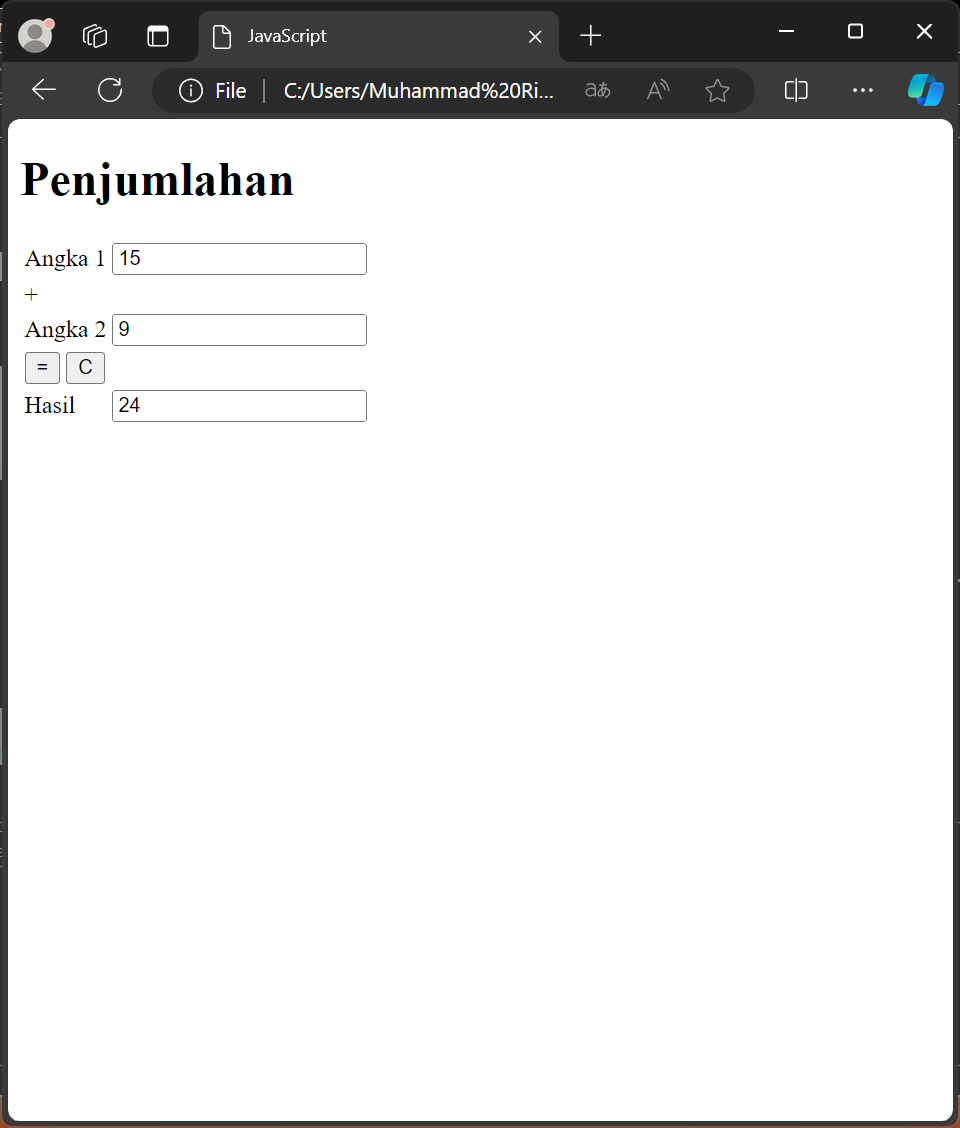 JavaScript
File C:/Users/Muhammad%20Ri...
Penjumlahan
Angka 1 15
+
Angka 2 9
= C
Hasil 24